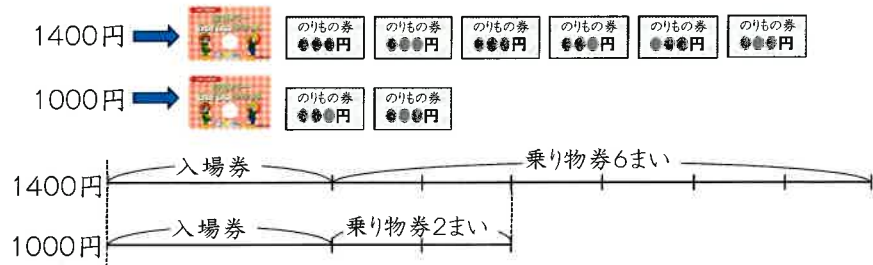 1400円
のりもの券 円
のりもの券 円
のりもの券 円
のりもの券 円
のりもの券 円
のりもの券 円
1000円
のりもの券 円
のりもの券 円
入場券 乗り物券6まい
1400円
入場券 乗り物券2まい
1000円